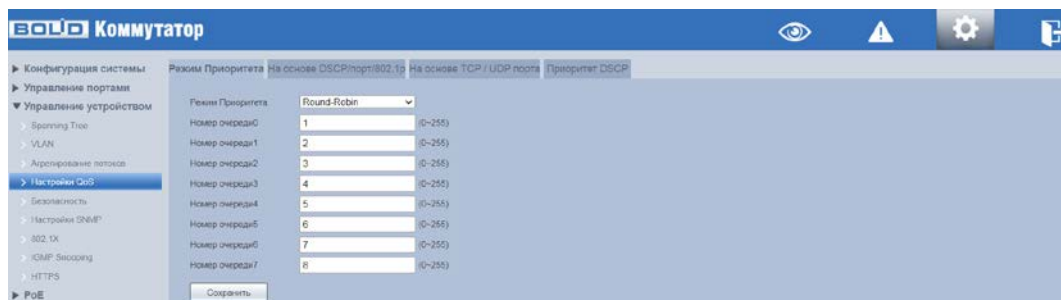 BOLID Коммутатор
Конфигурация системы
Управление портами
Управление устройством
Spanning Tree
VLAN
Агрегирование потоков
Настройки QoS
Безопасность
Настройки SNMP
802.1X
IGMP Snooping
HTTPS
PoE
Режим Приоритета На основе DSCP/порт/802.1p На основе TCP / UDP порта Приоритет DSCP
Режим Приоритета Round-Robin
Номер очереди0 1 (0~255)
Номер очереди1 2 (0~255)
Номер очереди2 3 (0~255)
Номер очереди3 4 (0~255)
Номер очереди4 5 (0~255)
Номер очереди5 6 (0~255)
Номер очереди6 7 (0~255)
Номер очереди7 8 (0~255)
Сохранить